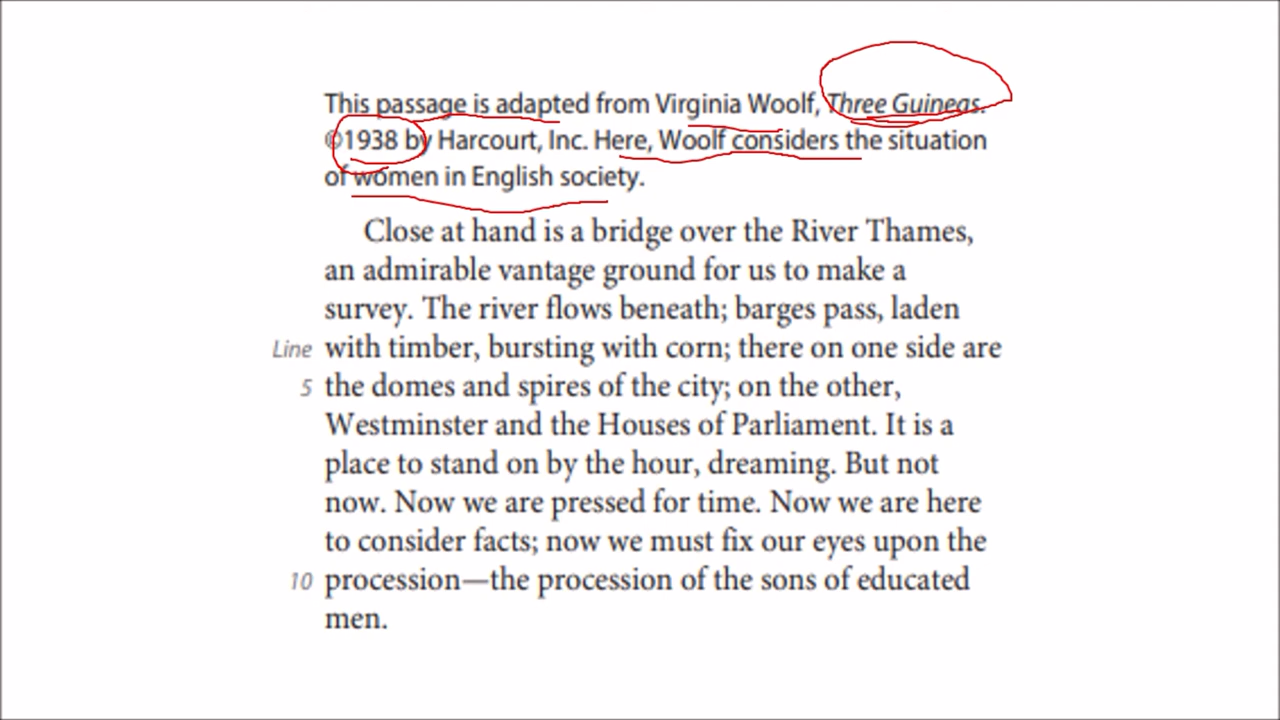 This passage is adapted from Virginia Woolf, Three Guineas.
©1938 by Harcourt, Inc. Here, Woolf considers the situation
of women in English society.
Close at hand is a bridge over the River Thames,
an admirable vantage ground for us to make a
survey. The river flows beneath; barges pass, laden
Line with timber, bursting with corn; there on one side are
5 the domes and spires of the city; on the other,
Westminster and the Houses of Parliament. It is a
place to stand on by the hour, dreaming. But not
now. Now we are pressed for time. Now we are here
to consider facts; now we must fix our eyes upon the
10 procession—the procession of the sons of educated
men.